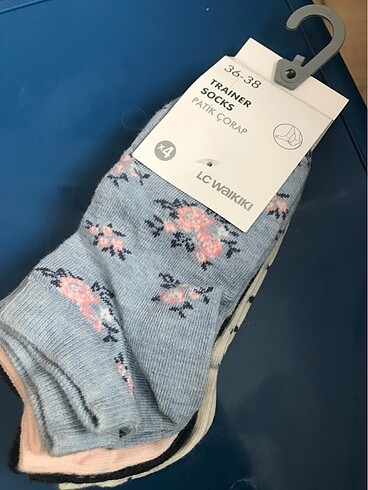 36-38
TRAINER
SOCKS
PATİK ÇORAP
x4
LC WAIKIKI